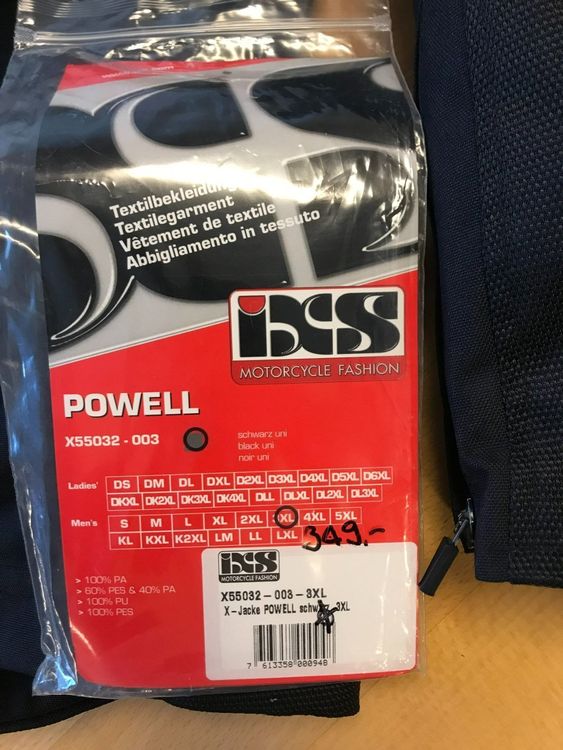 Textilbekleidung
Textilegarment
Vêtement de textile
Abbigliamento in tessuto
iXS
MOTORCYCLE FASHION
POWELL
X55032 - 003
schwarz uni
black uni
noir uni
Ladies' DS DM DL DXL D2XL D3XL D4XL D5XL D6XL
DKXL DK2XL DK3XL DK4XL DLL DLXL DL2XL DL3XL
Men's S M L XL 2XL 3XL 4XL 5XL
KL KXL K2XL LM LL LXL
349.-
> 100% PA
> 60% PES & 40% PA
> 100% PU
> 100% PES
iXS
MOTORCYCLE FASHION
X55032-003-3XL
X-Jacke POWELL schwarz 3XL
7 613358 000948